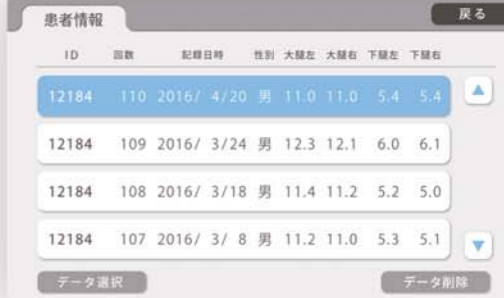 患者情報 戻る
ID 回数 記録日時 性別 大腿左 大腿右 下腿左 下腿右
12184 110 2016/ 4/20 男 11.0 11.0 5.4 5.4
12184 109 2016/ 3/24 男 12.3 12.1 6.0 6.1
12184 108 2016/ 3/18 男 11.4 11.2 5.2 5.0
12184 107 2016/ 3/ 8 男 11.2 11.0 5.3 5.1
データ選択 データ削除